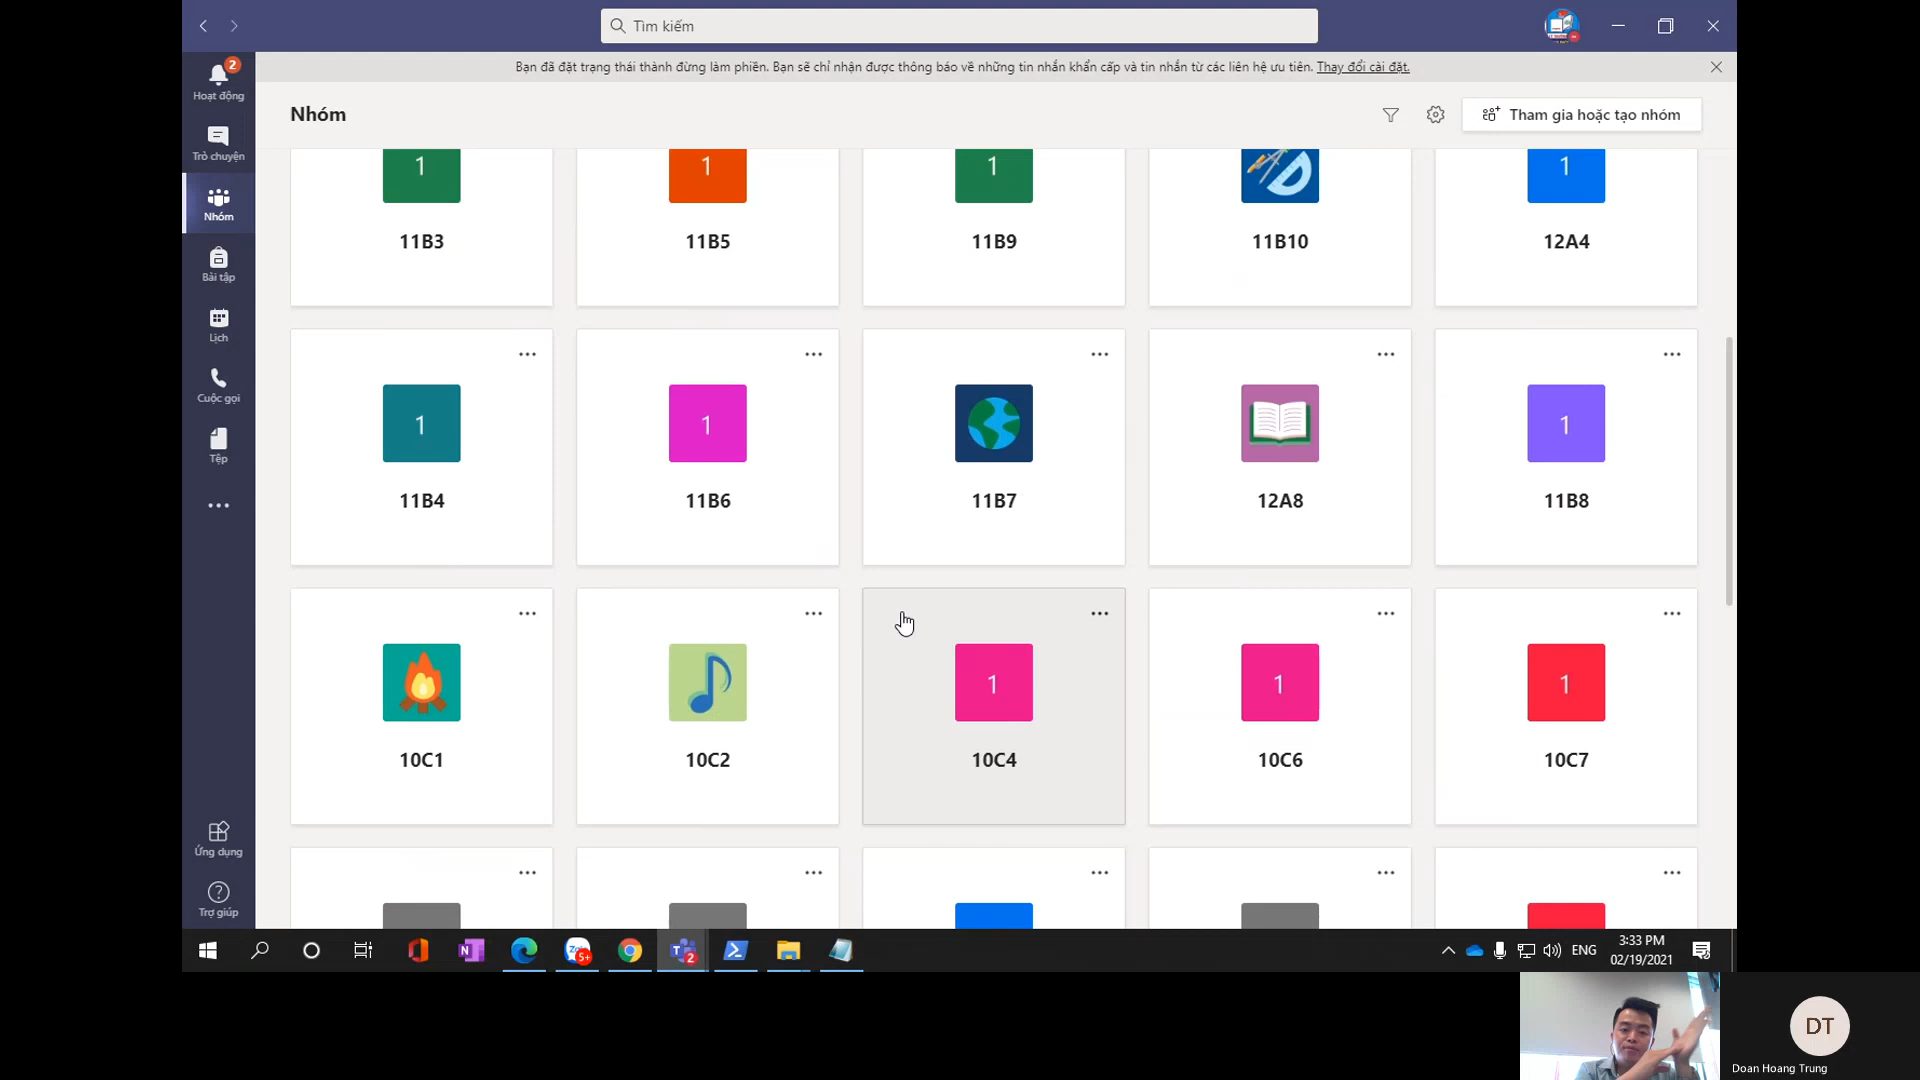 Tìm kiếm
Bạn đã đặt trạng thái thành đừng làm phiền. Bạn sẽ chỉ nhận được thông báo về những tin nhắn khẩn cấp và tin nhắn từ các liên hệ ưu tiên. Thay đổi cài đặt.
2
Hoạt động
Trò chuyện
Nhóm
Bài tập
Lịch
Cuộc gọi
Tệp
Ứng dụng
Trợ giúp
Nhóm
Tham gia hoặc tạo nhóm
1
1
1
1
11B3
11B5
11B9
11B10
12A4
1
1
1
11B4
11B6
11B7
12A8
11B8
1
1
1
10C1
10C2
10C4
10C6
10C7
N
Zalo
5+
T
2
ENG
3:33 PM
02/19/2021
DT
Doan Hoang Trung